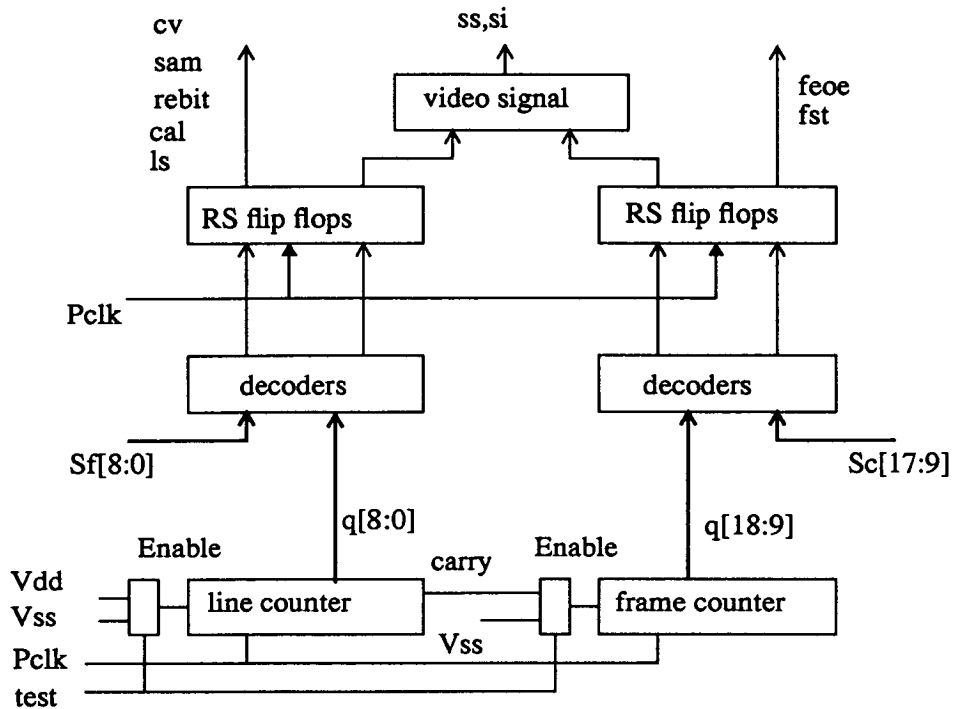 cv
sam
rebit
cal
ls
ss,si
video signal
feoe
fst
RS flip flops
RS flip flops
Pclk
decoders
decoders
Sf[8:0]
Sc[17:9]
q[8:0]
q[18:9]
Enable
carry
Enable
Vdd
Vss
line counter
frame counter
Vss
Pclk
test